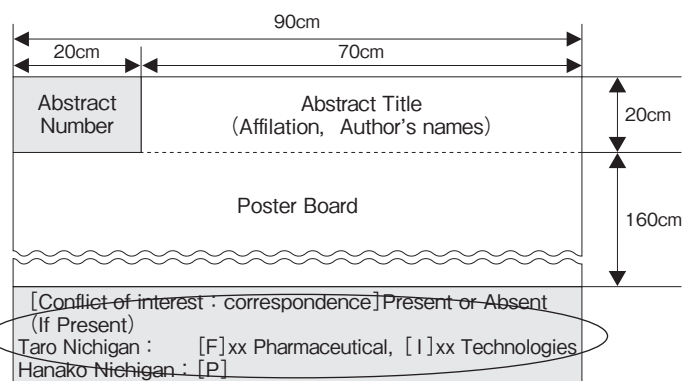 90cm
20cm 70cm
Abstract Number
Abstract Title
(Affilation, Author's names)
20cm
Poster Board
160cm
[Conflict of interest : correspondence]Present or Absent
(If Present)
Taro Nichigan : [F]xx Pharmaceutical, [I]xx Technologies
Hanako Nichigan : [P]